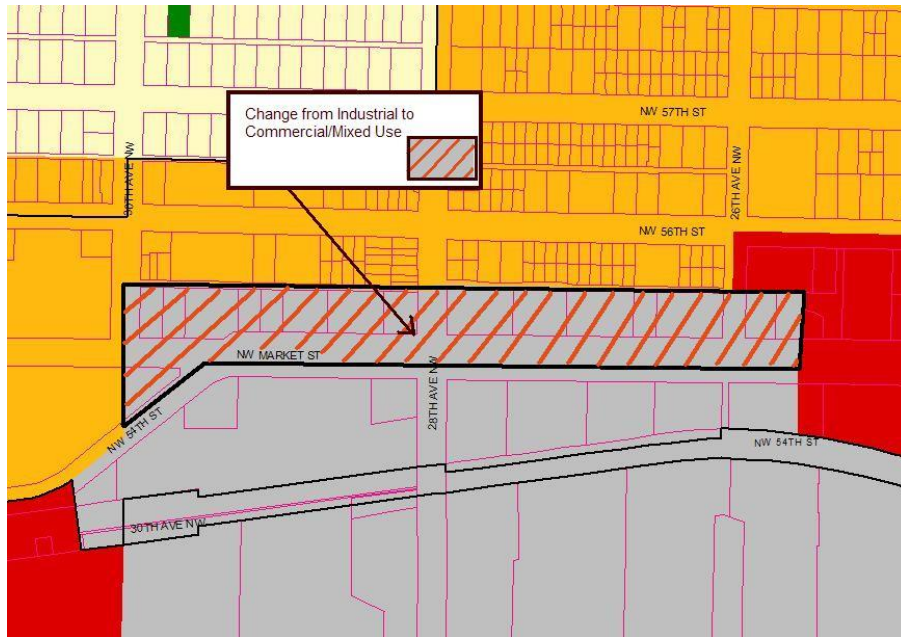 Change from Industrial to
Commercial/Mixed Use
NW 57TH ST
30TH AVE NW
26TH AVE NW
NW 56TH ST
NW MARKET ST
28TH AVE NW
NW 54TH ST
NW 54TH ST
30TH AVE NW